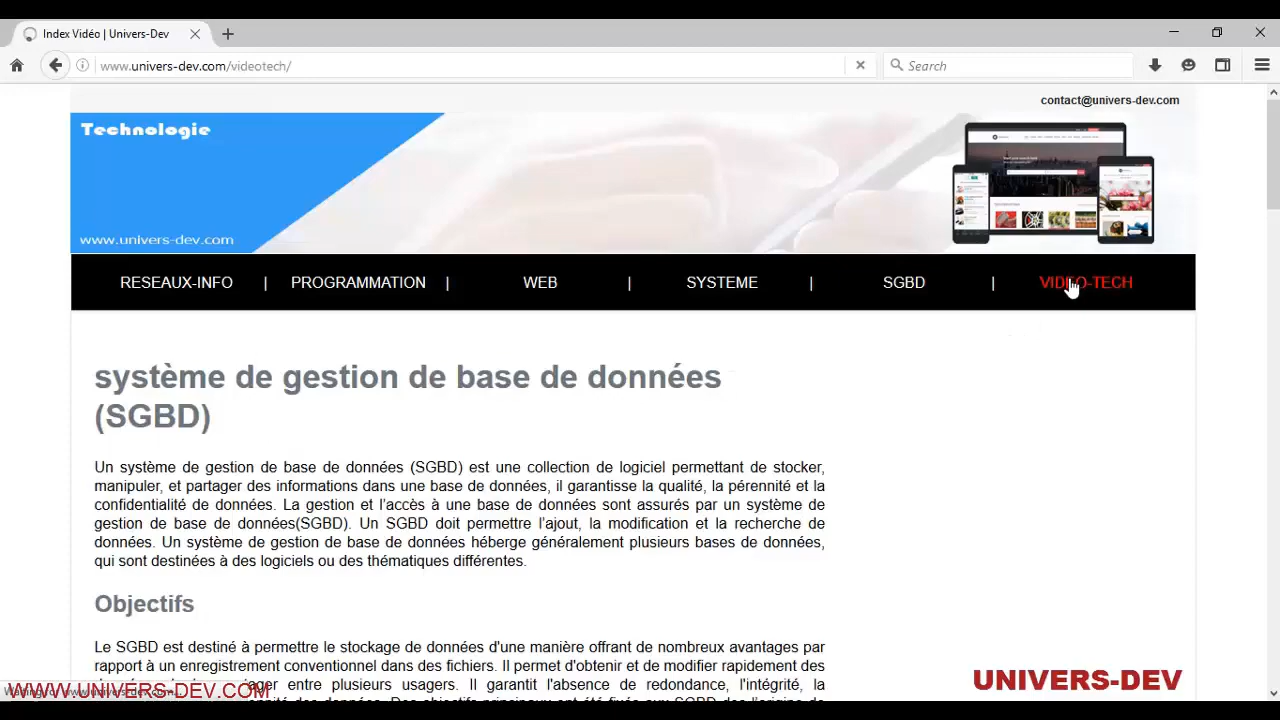 Index Vidéo | Univers-Dev
www.univers-dev.com/videotech/
Search
contact@univers-dev.com
Technologie
www.univers-dev.com
RESEAUX-INFO | PROGRAMMATION | WEB | SYSTEME | SGBD | VIDEO-TECH
système de gestion de base de données
(SGBD)
Un système de gestion de base de données (SGBD) est une collection de logiciel permettant de stocker,
manipuler, et partager des informations dans une base de données, il garantisse la qualité, la pérennité et la
confidentialité de données. La gestion et l'accès à une base de données sont assurés par un système de
gestion de base de données(SGBD). Un SGBD doit permettre l'ajout, la modification et la recherche de
données. Un système de gestion de base de données héberge généralement plusieurs bases de données,
qui sont destinées à des logiciels ou des thématiques différentes.
Objectifs
Le SGBD est destiné à permettre le stockage de données d'une manière offrant de nombreux avantages par
rapport à un enregistrement conventionnel dans des fichiers. Il permet d'obtenir et de modifier rapidement des
entre plusieurs usagers. Il garantit l'absence de redondance, l'intégrité, la
WWW.UNIVERS-DEV.COM
UNIVERS-DEV